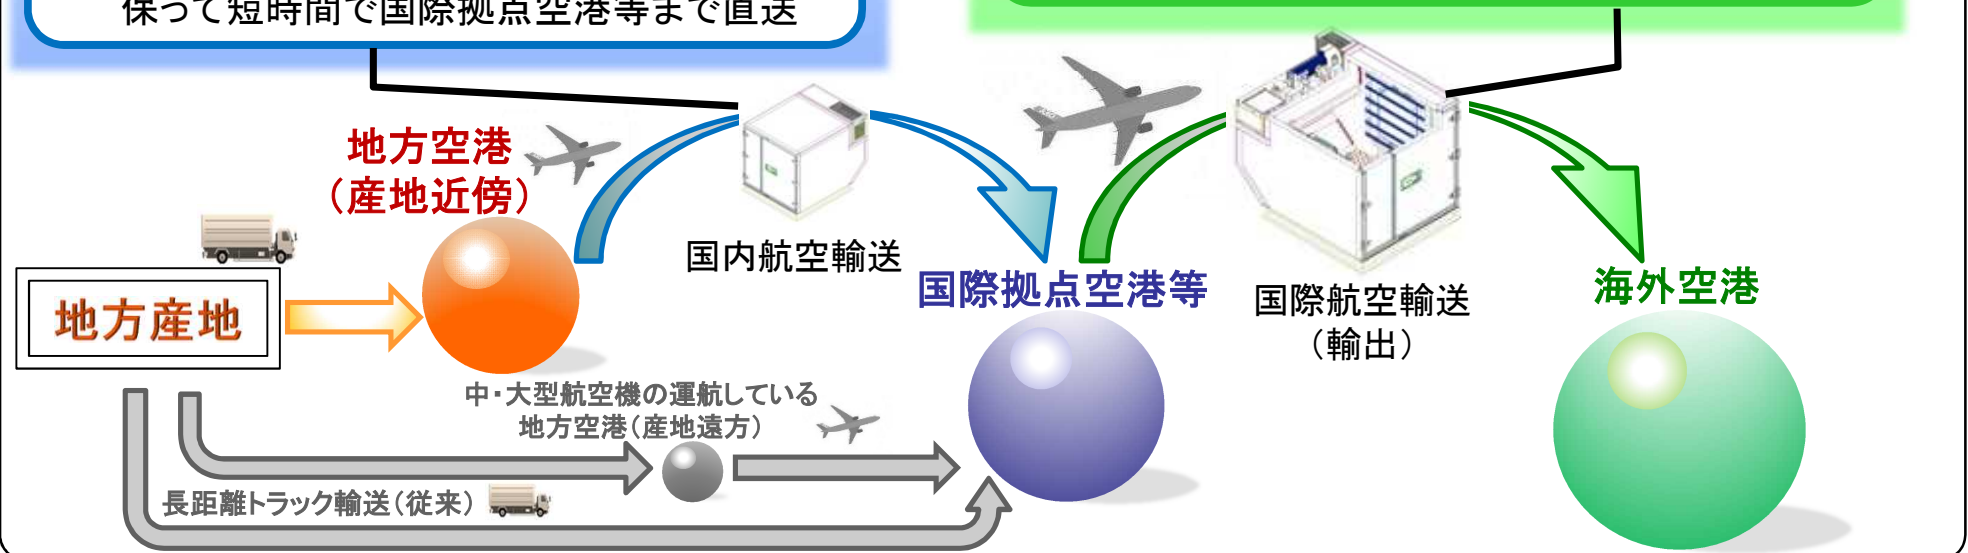 保って短時間で国際拠点空港等まで直送
地方空港
（産地近傍）
国内航空輸送
国際拠点空港等
国際航空輸送
（輸出）
海外空港
地方産地
中・大型航空機の運航している
地方空港（産地遠方）
長距離トラック輸送（従来）